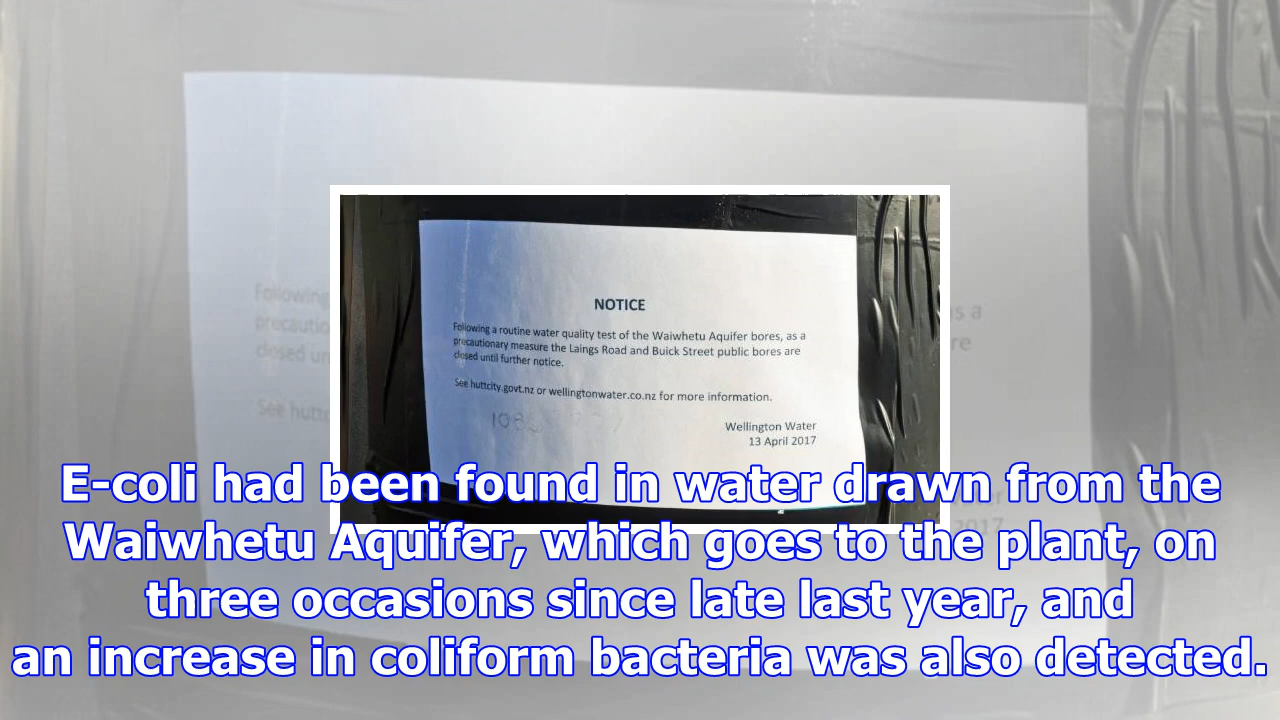 NOTICE
Following a routine water quality test of the Waiwhetu Aquifer bores, as a
precautionary measure the Laings Road and Buick Street public bores are
closed until further notice.
See huttcity.govt.nz or wellingtonwater.co.nz for more information.
Wellington Water
13 April 2017
E-coli had been found in water drawn from the
Waiwhetu Aquifer, which goes to the plant, on
three occasions since late last year, and
an increase in coliform bacteria was also detected.